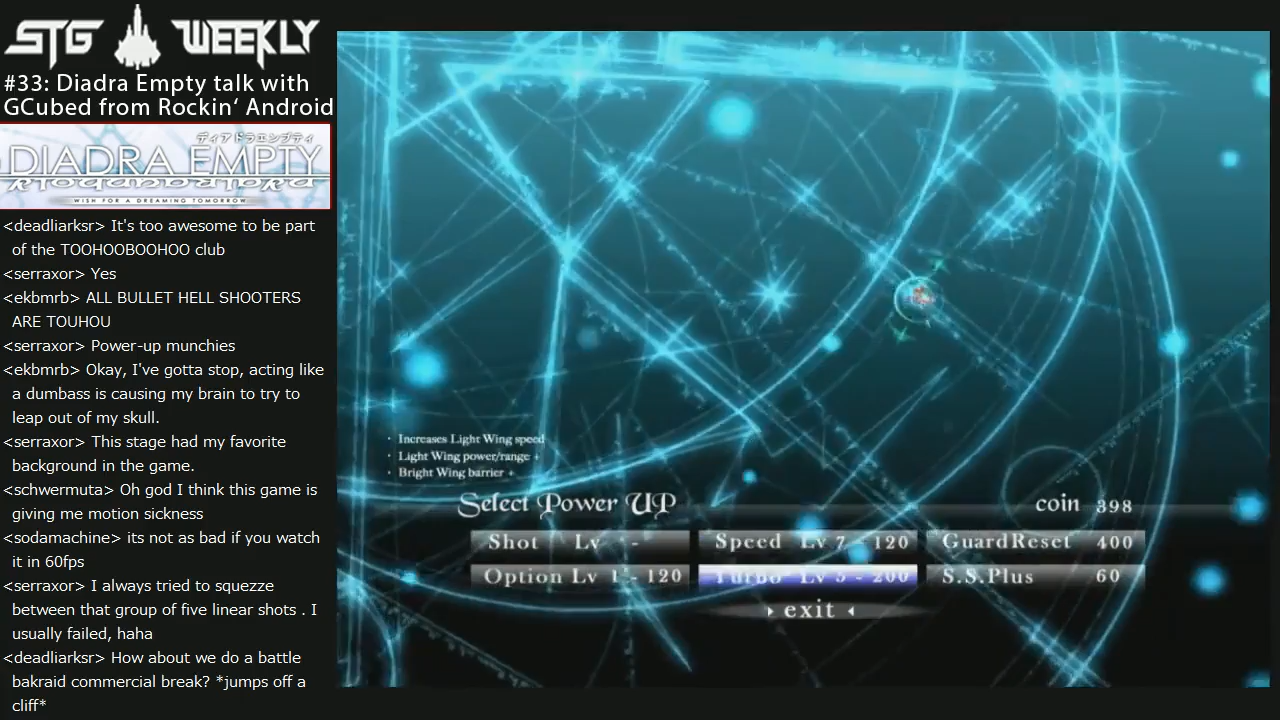 STG WEEKLY
#33: Diadra Empty talk with
GCubed from Rockin' Android
ディアドラエンプティ
DIADRA EMPTY
WISH FOR A DREAMING TOMORROW
<deadliarksr> It's too awesome to be part
of the TOOHOOBOOHOO club
<serraxor> Yes
<ekbmrb> ALL BULLET HELL SHOOTERS
ARE TOUHOU
<serraxor> Power-up munchies
<ekbmrb> Okay, I've gotta stop, acting like
a dumbass is causing my brain to try to
leap out of my skull.
<serraxor> This stage had my favorite
background in the game.
<schwermuta> Oh god I think this game is
giving me motion sickness
<sodamachine> its not as bad if you watch
it in 60fps
<serraxor> I always tried to squezze
between that group of five linear shots . I
usually failed, haha
<deadliarksr> How about we do a battle
bakraid commercial break? *jumps off a
cliff*
· Increases Light Wing speed
· Light Wing power/range +
· Bright Wing barrier +
Select Power UP
coin 398
Shot Lv - Speed Lv 7 - 120 GuardReset 400
Option Lv 1 - 120 Turbo Lv 5 - 200 S.S.Plus 60
exit